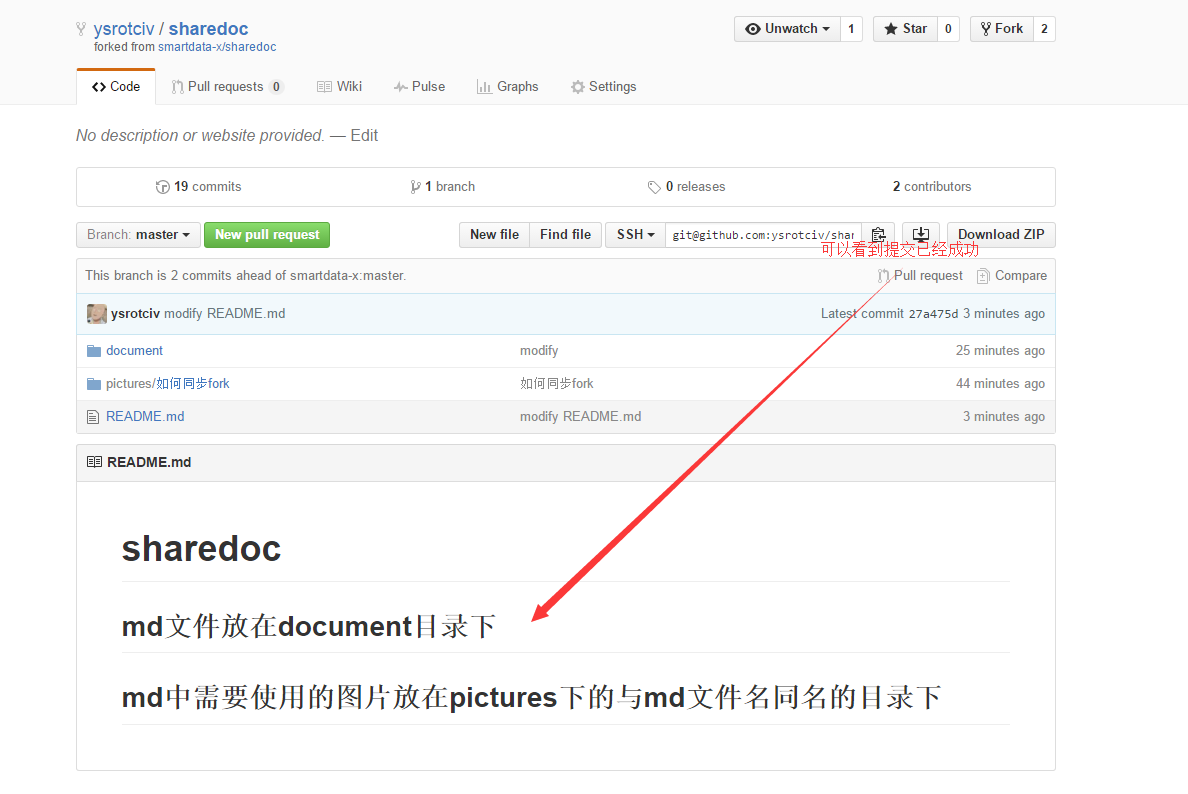 ysrotciv / sharedoc
Unwatch 1 Star 0 Fork 2
forked from smartdata-x/sharedoc
Code Pull requests 0 Wiki Pulse Graphs Settings
No description or website provided. — Edit
19 commits 1 branch 0 releases 2 contributors
Branch: master New pull request New file Find file SSH git@github.com:ysrotciv/shar Download ZIP
可以看到提交已经成功
This branch is 2 commits ahead of smartdata-x:master. Pull request Compare
ysrotciv modify README.md Latest commit 27a475d 3 minutes ago
document modify 25 minutes ago
pictures/如何同步fork 如何同步fork 44 minutes ago
README.md modify README.md 3 minutes ago
README.md
sharedoc
md文件放在document目录下
md中需要使用的图片放在pictures下的与md文件名同名的目录下